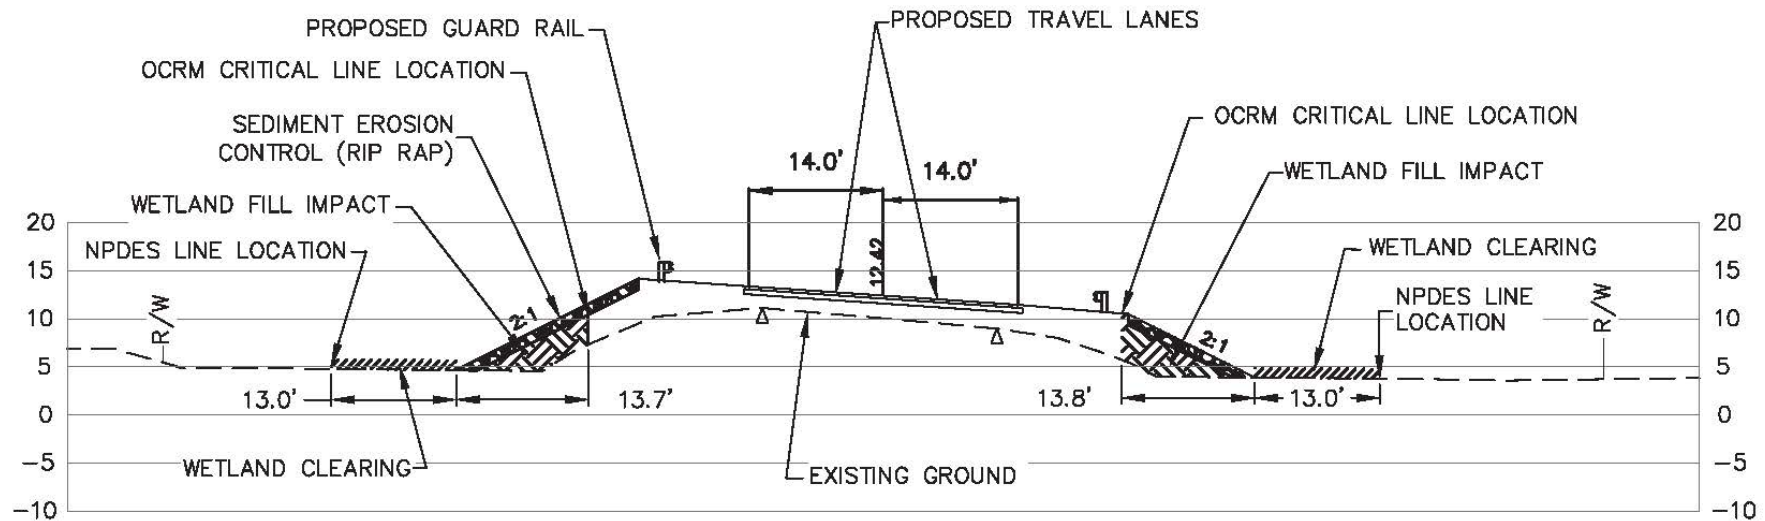 PROPOSED TRAVEL LANES
PROPOSED GUARD RAIL
OCRM CRITICAL LINE LOCATION
SEDIMENT EROSION
CONTROL (RIP RAP)
OCRM CRITICAL LINE LOCATION
14.0'
14.0'
WETLAND FILL IMPACT
WETLAND FILL IMPACT
20
20
NPDES LINE LOCATION
WETLAND CLEARING
12.42
15
15
NPDES LINE
LOCATION
R/W
R/W
2:1
2:1
10
10
5
5
13.0'
13.7'
13.8'
13.0'
0
0
WETLAND CLEARING
EXISTING GROUND
-5
-5
-10
-10